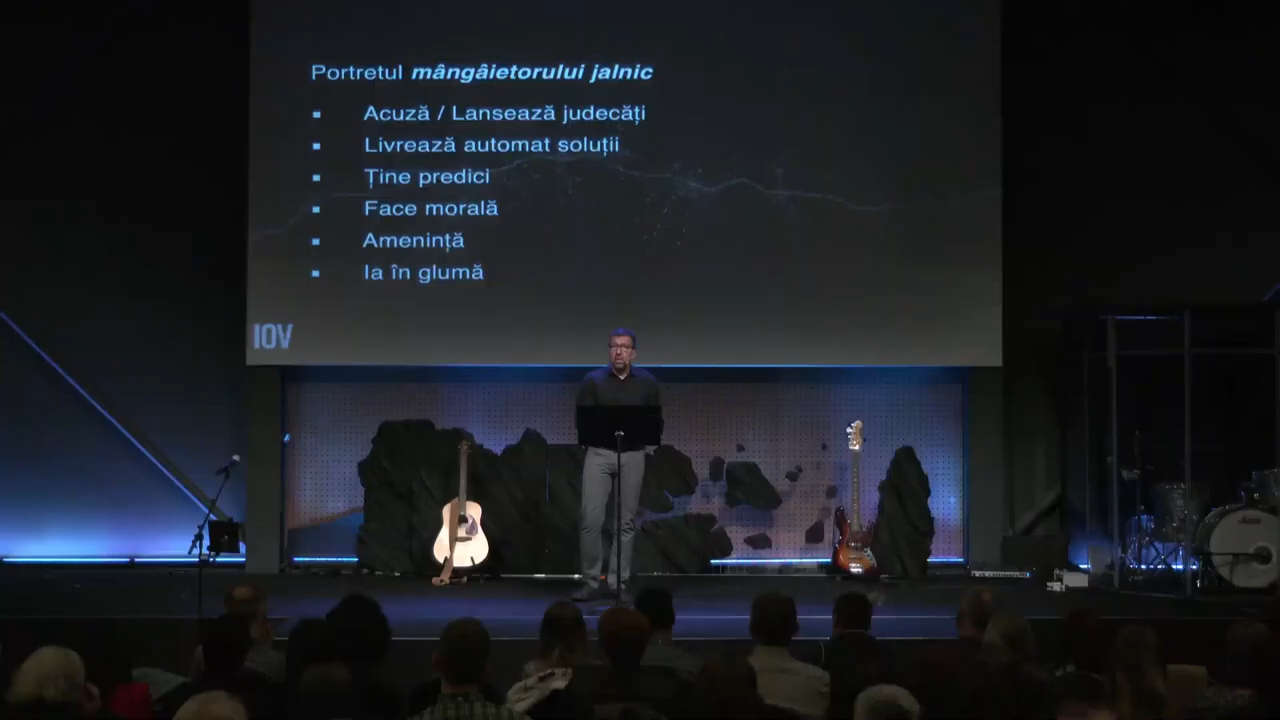 Portretul mângâietorului jalnic
▪ Acuză / Lansează judecăți
▪ Livrează automat soluții
▪ Ține predici
▪ Face morală
▪ Amenință
▪ Ia în glumă
IOV